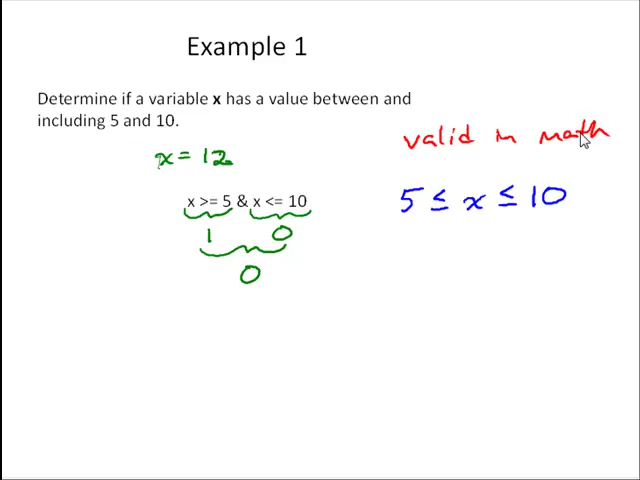 Example 1
Determine if a variable x has a value between and
including 5 and 10.
valid in math
x = 12
x >= 5 & x <= 10
5 ≤ x ≤ 10
1 0
0